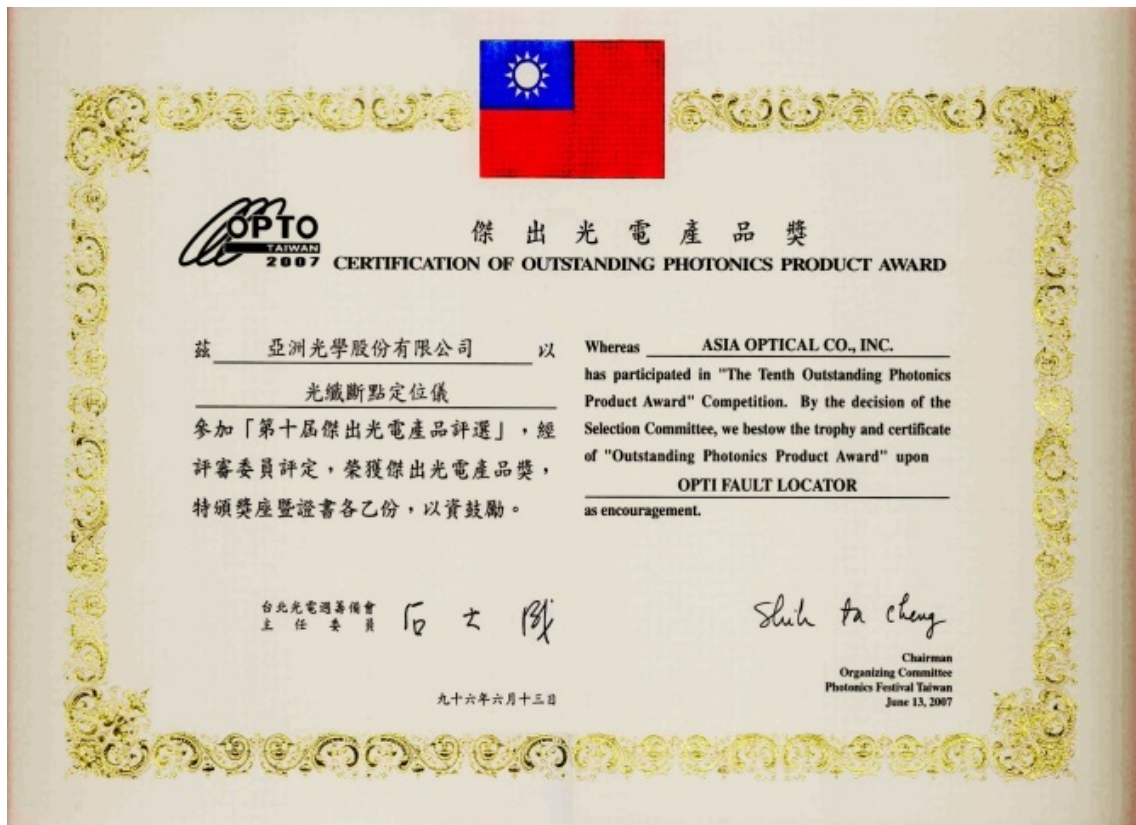 OPTO
TAIWAN
2007
傑出光電產品獎
CERTIFICATION OF OUTSTANDING PHOTONICS PRODUCT AWARD
茲 亞洲光學股份有限公司 以
光纖斷點定位儀
參加「第十屆傑出光電產品評選」，經
評審委員評定，榮獲傑出光電產品獎，
特頒獎座暨證書各乙份，以資鼓勵。
台北光電週籌備會
主任委員
石大成
九十六年六月十三日
Whereas ASIA OPTICAL CO., INC.
has participated in "The Tenth Outstanding Photonics
Product Award" Competition. By the decision of the
Selection Committee, we bestow the trophy and certificate
of "Outstanding Photonics Product Award" upon
OPTI FAULT LOCATOR
as encouragement.
Shih ta cheng
Chairman
Organizing Committee
Photonics Festival Taiwan
June 13, 2007